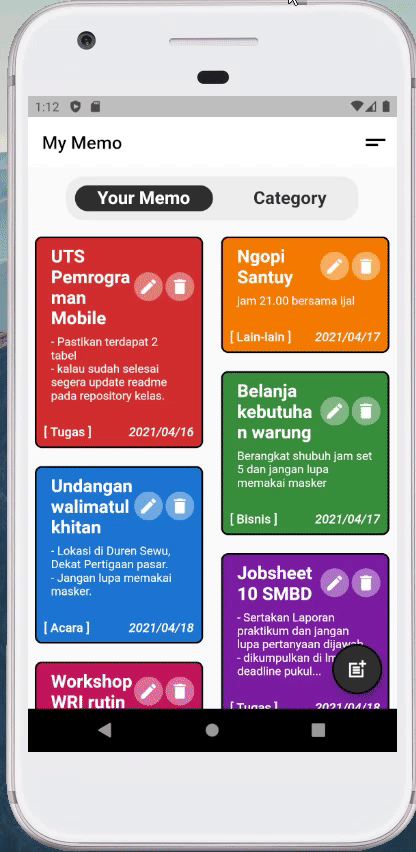 1:12
My Memo
Your Memo
Category
UTS
Pemrogra
man
Mobile
- Pastikan terdapat 2
tabel
- kalau sudah selesai
segera update readme
pada repository kelas.
[ Tugas ]
2021/04/16
Undangan
walimatul
khitan
- Lokasi di Duren Sewu,
Dekat Pertigaan pasar.
- Jangan lupa memakai
masker.
[ Acara ]
2021/04/18
Workshop
WRI rutin
Ngopi
Santuy
jam 21.00 bersama ijal
[ Lain-lain ]
2021/04/17
Belanja
kebutuha
n warung
Berangkat shubuh jam set
5 dan jangan lupa
memakai masker
[ Bisnis ]
2021/04/17
Jobsheet
10 SMBD
- Sertakan Laporan
praktikum dan jangan
lupa pertanyaan dijawab
- dikumpulkan di
deadline pukul...
[ Tugas ]
2021/04/18